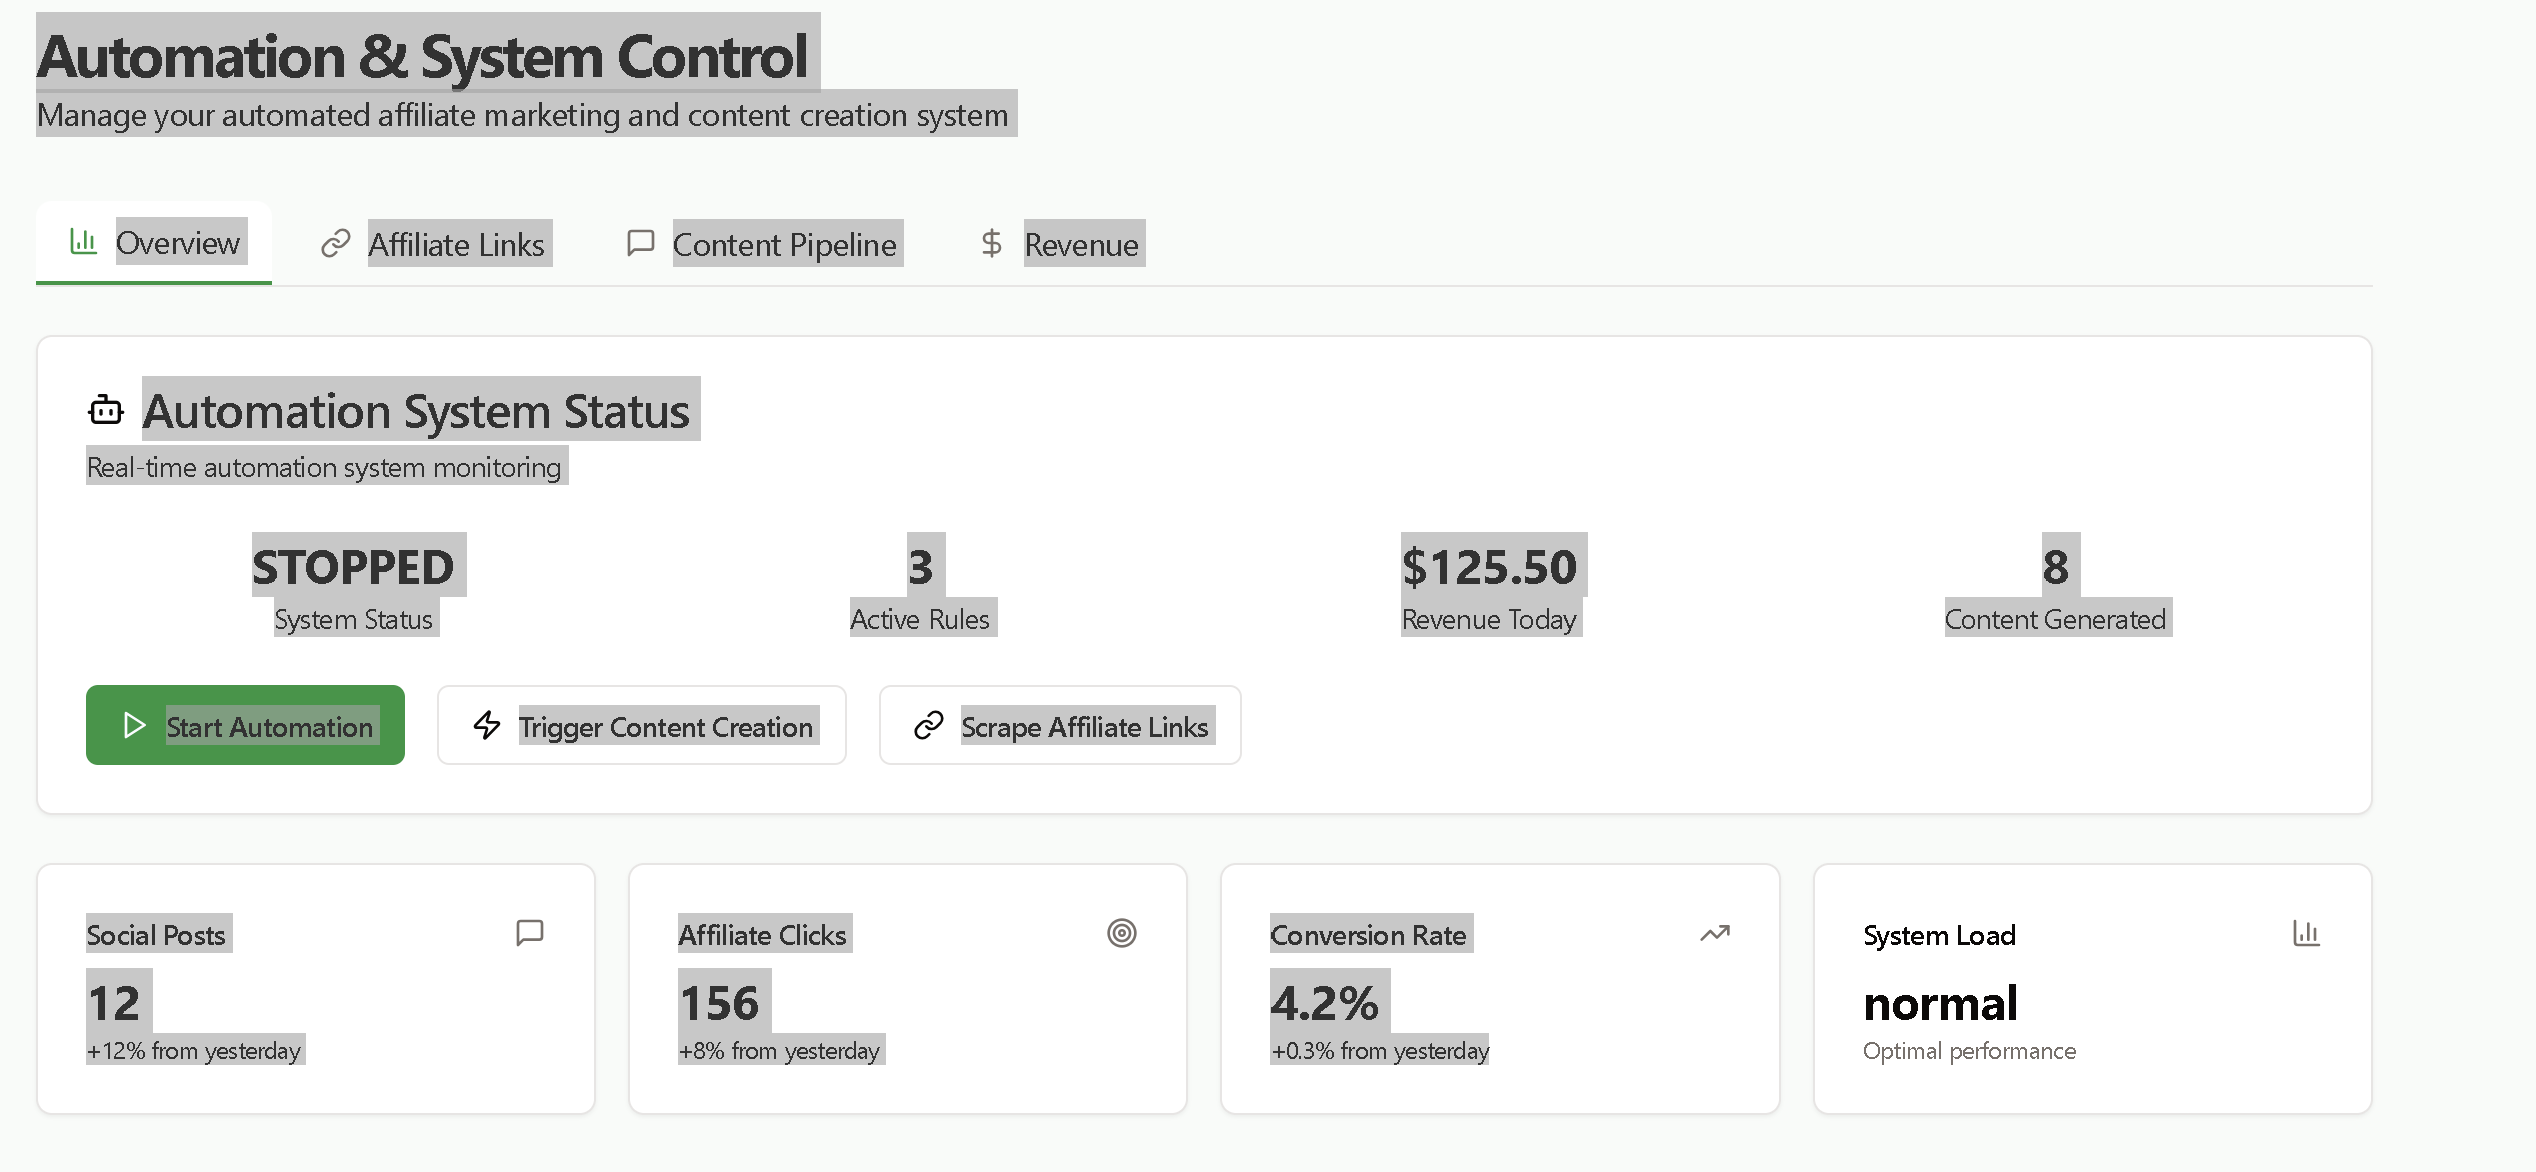 Automation & System Control
Manage your automated affiliate marketing and content creation system
Overview
Affiliate Links
Content Pipeline
Revenue
Automation System Status
Real-time automation system monitoring
STOPPED
System Status
3
Active Rules
$125.50
Revenue Today
8
Content Generated
Start Automation
Trigger Content Creation
Scrape Affiliate Links
Social Posts
12
+12% from yesterday
Affiliate Clicks
156
+8% from yesterday
Conversion Rate
4.2%
+0.3% from yesterday
System Load
normal
Optimal performance